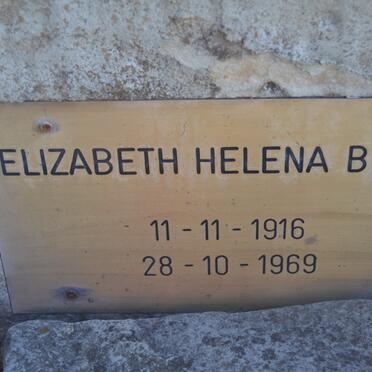 ELIZABETH HELENA B
11 - 11 - 1916
28 - 10 - 1969